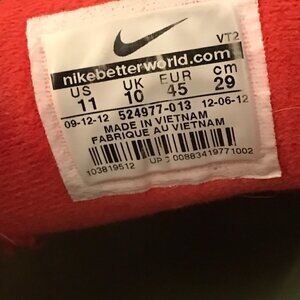 VT2
nikebetterworld.com
US UK EUR cm
11 10 45 29
09-12-12 524977-013 12-06-12
MADE IN VIETNAM
FABRIQUE AU VIETNAM
103819512 UPC 00883419771002